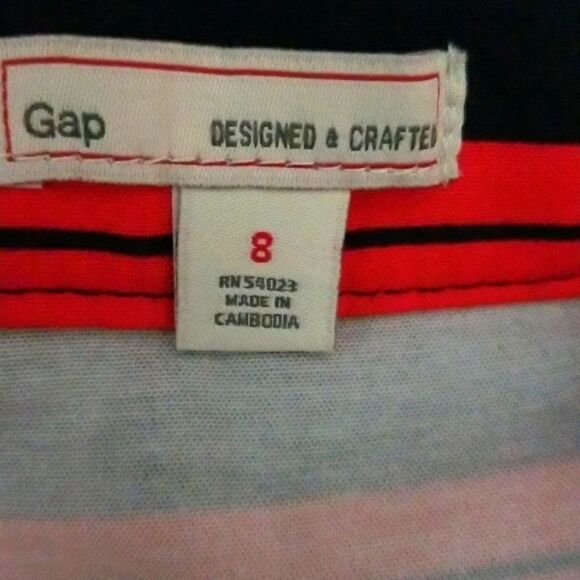 Gap DESIGNED & CRAFTED
8
RN 54023
MADE IN
CAMBODIA